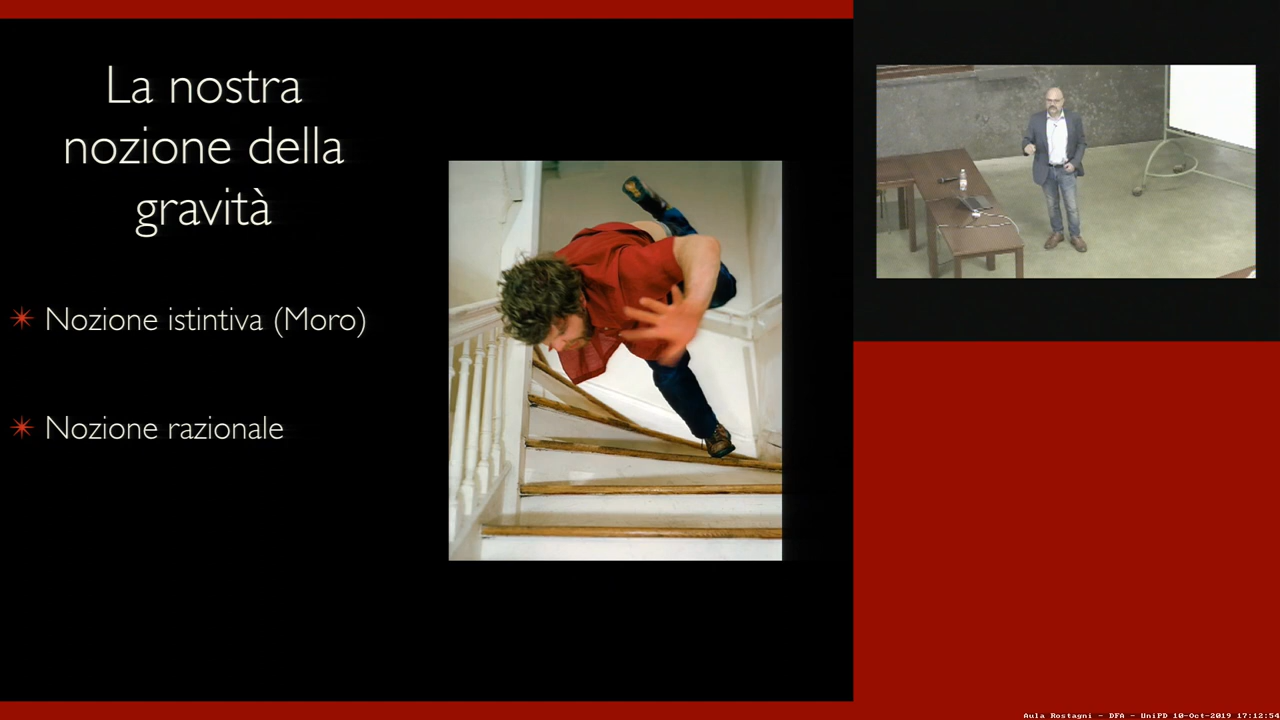 La nostra
nozione della
gravità
Nozione istintiva (Moro)
Nozione razionale
Aula Rostagni - DFA - UniPD 10-Oct-2019 17:12:54